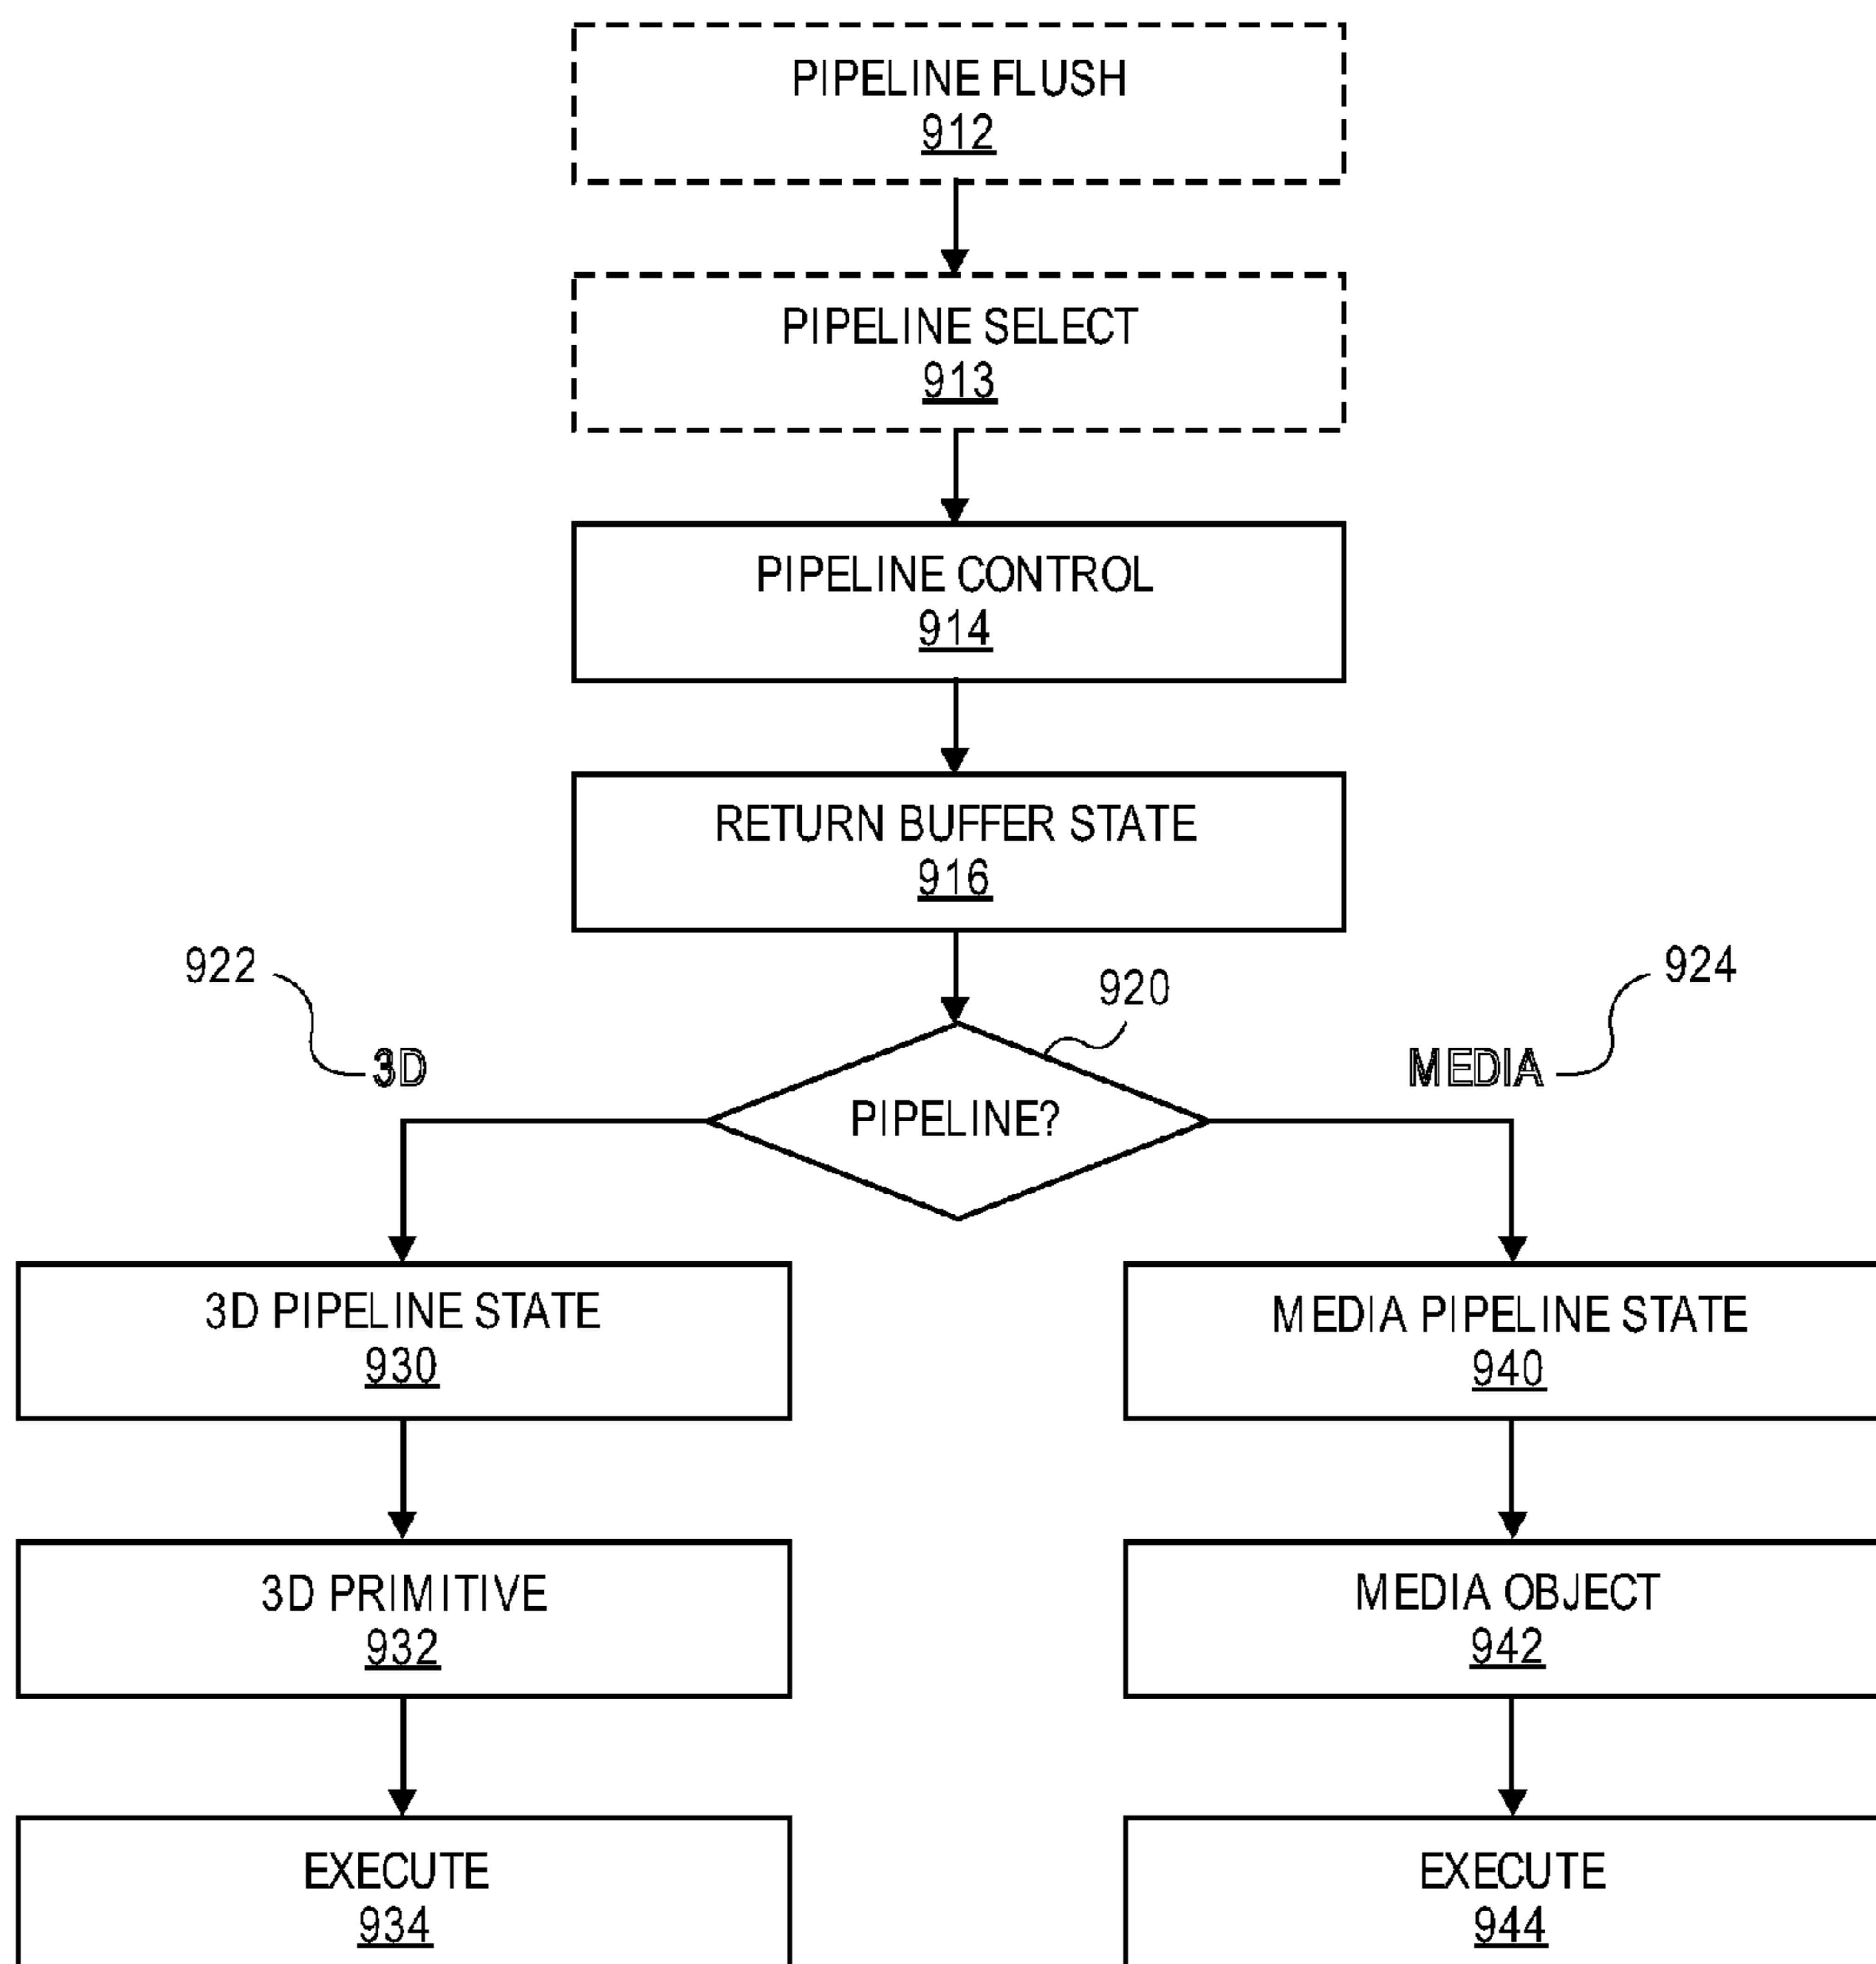 PIPELINE FLUSH
912
PIPELINE SELECT
913
PIPELINE CONTROL
914
RETURN BUFFER STATE
916
922
920
924
3D
MEDIA
PIPELINE?
3D PIPELINE STATE
930
MEDIA PIPELINE STATE
940
3D PRIMITIVE
932
MEDIA OBJECT
942
EXECUTE
934
EXECUTE
944